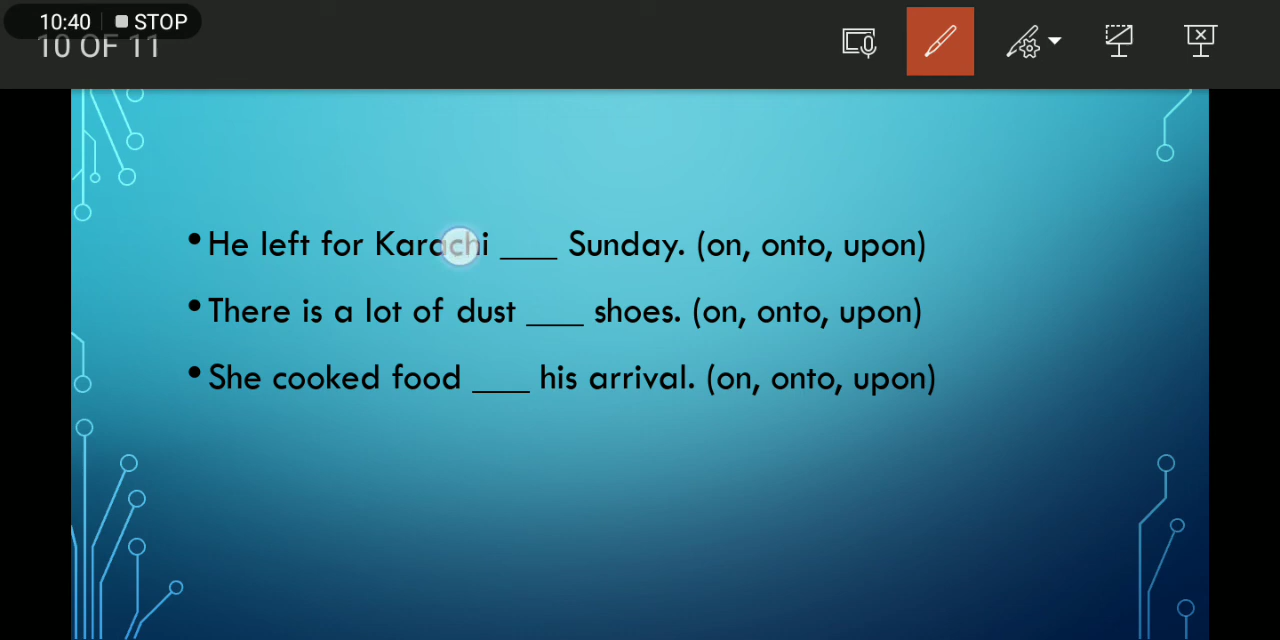 10:40 STOP
10 OF 11
• He left for Karachi ___ Sunday. (on, onto, upon)
• There is a lot of dust ___ shoes. (on, onto, upon)
• She cooked food ___ his arrival. (on, onto, upon)